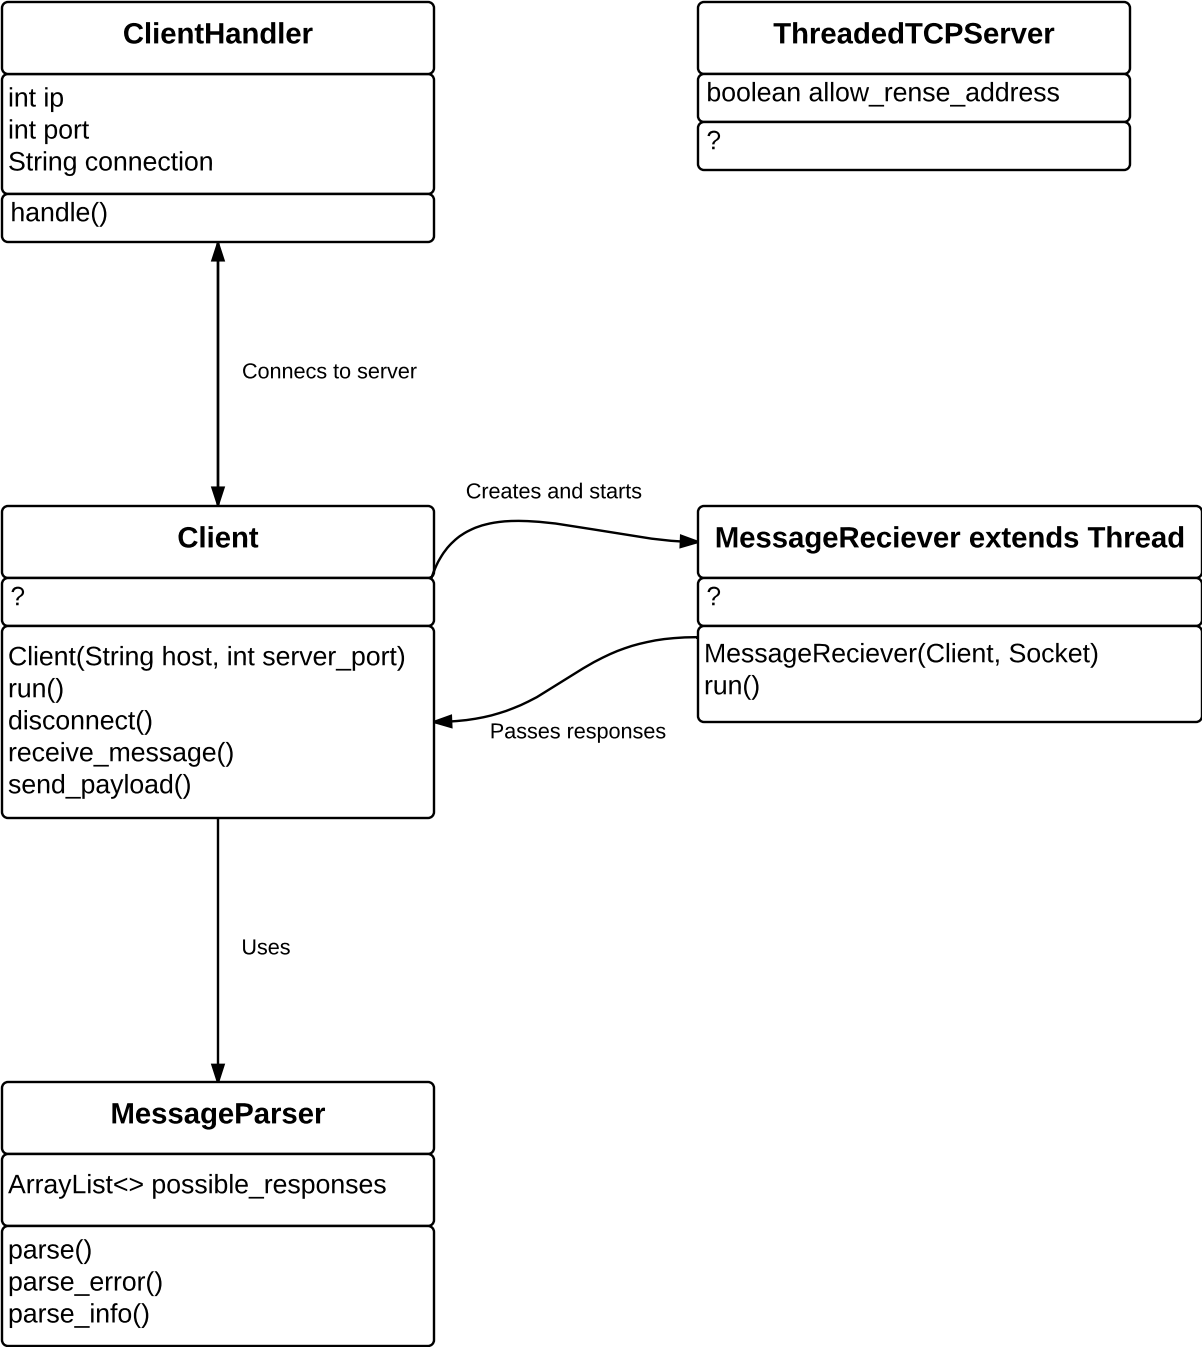 ClientHandler
int ip
int port
String connection
handle()
ThreadedTCPServer
boolean allow_rense_address
?
Connecs to server
Creates and starts
Client
?
Client(String host, int server_port)
run()
disconnect()
receive_message()
send_payload()
MessageReciever extends Thread
?
MessageReciever(Client, Socket)
run()
Passes responses
Uses
MessageParser
ArrayList<> possible_responses
parse()
parse_error()
parse_info()